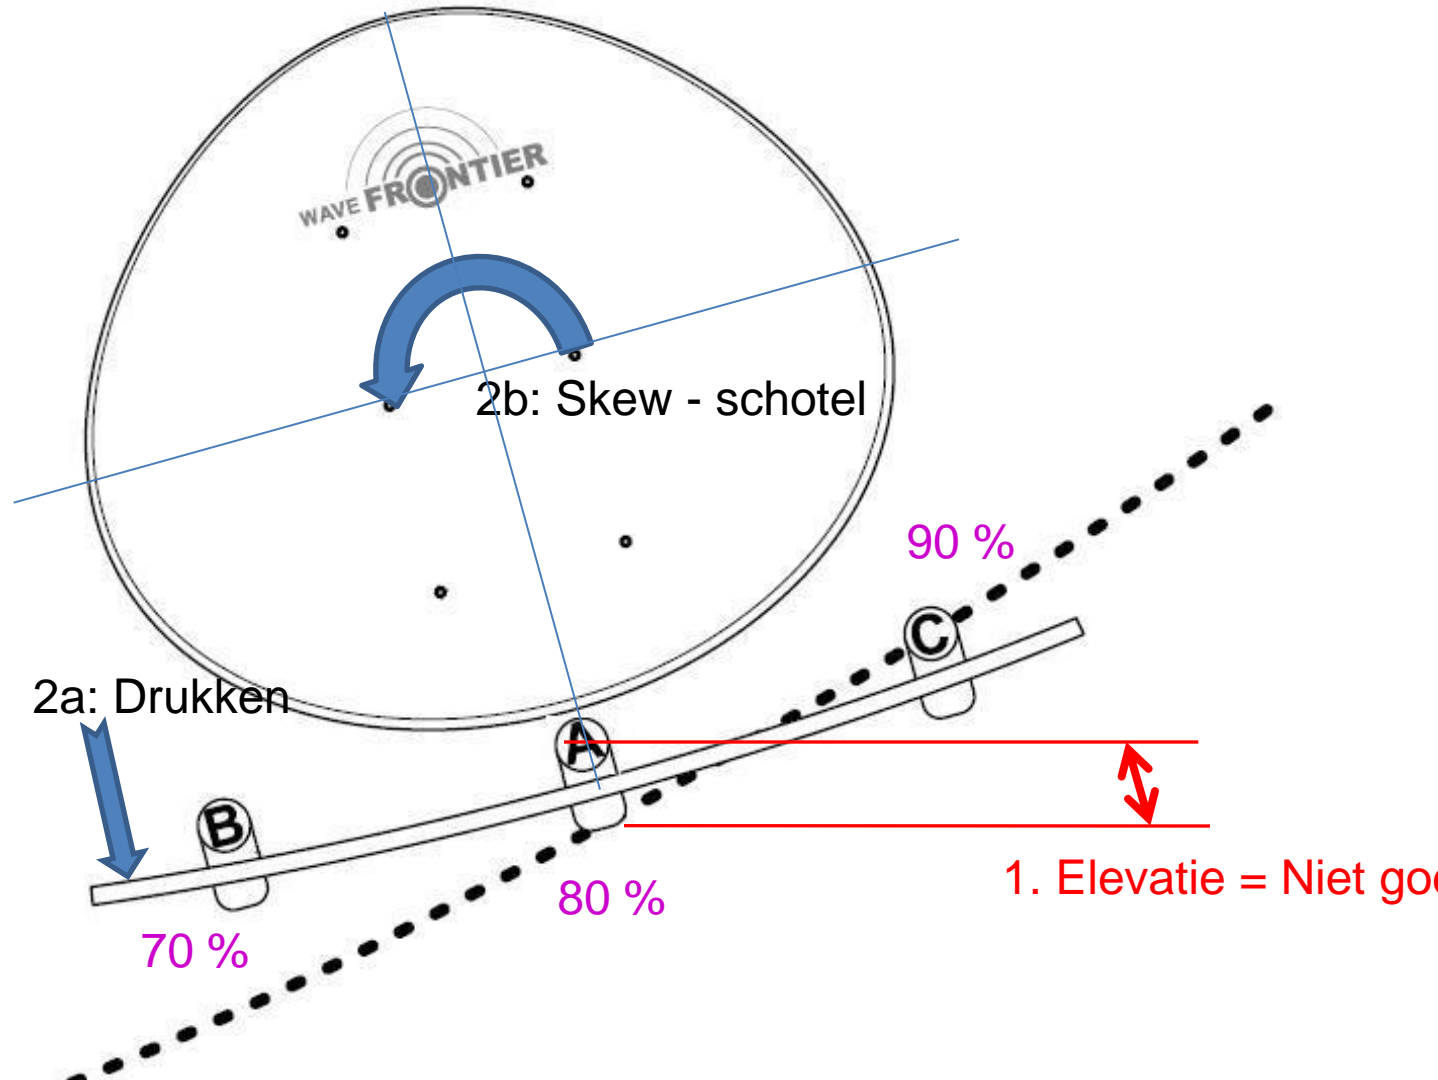 WAVE FRONTIER
2b: Skew - schotel
90 %
C
2a: Drukken
A
B
1. Elevatie = Niet
80 %
70 %